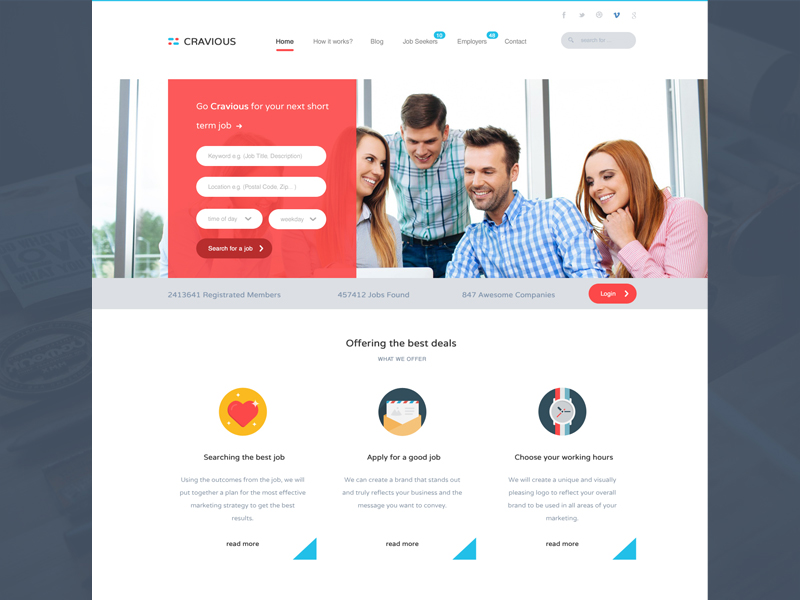 CRAVIOUS
Home
How it works?
Blog
Job Seekers
10
Employers
48
Contact
search my ...
Go Cravious for your next short
term job →
Keyword e.g. (Job Title, Description)
Location e.g. (Postal Code, Zip, .. )
time of day
weekday
Search for a job
2413641 Registrated Members
457412 Jobs Found
847 Awesome Companies
Login
Offering the best deals
WHAT WE OFFER
Searching the best job
Using the outcomes from the job, we will
put together a plan for the most effective
marketing strategy to get the best
results.
read more
Apply for a good job
We can create a brand that stands out
and truly reflects your business and the
message you want to convey.
read more
Choose your working hours
We will create a unique and visually
pleasing logo to reflect your overall
brand to be used in all areas of your
marketing.
read more